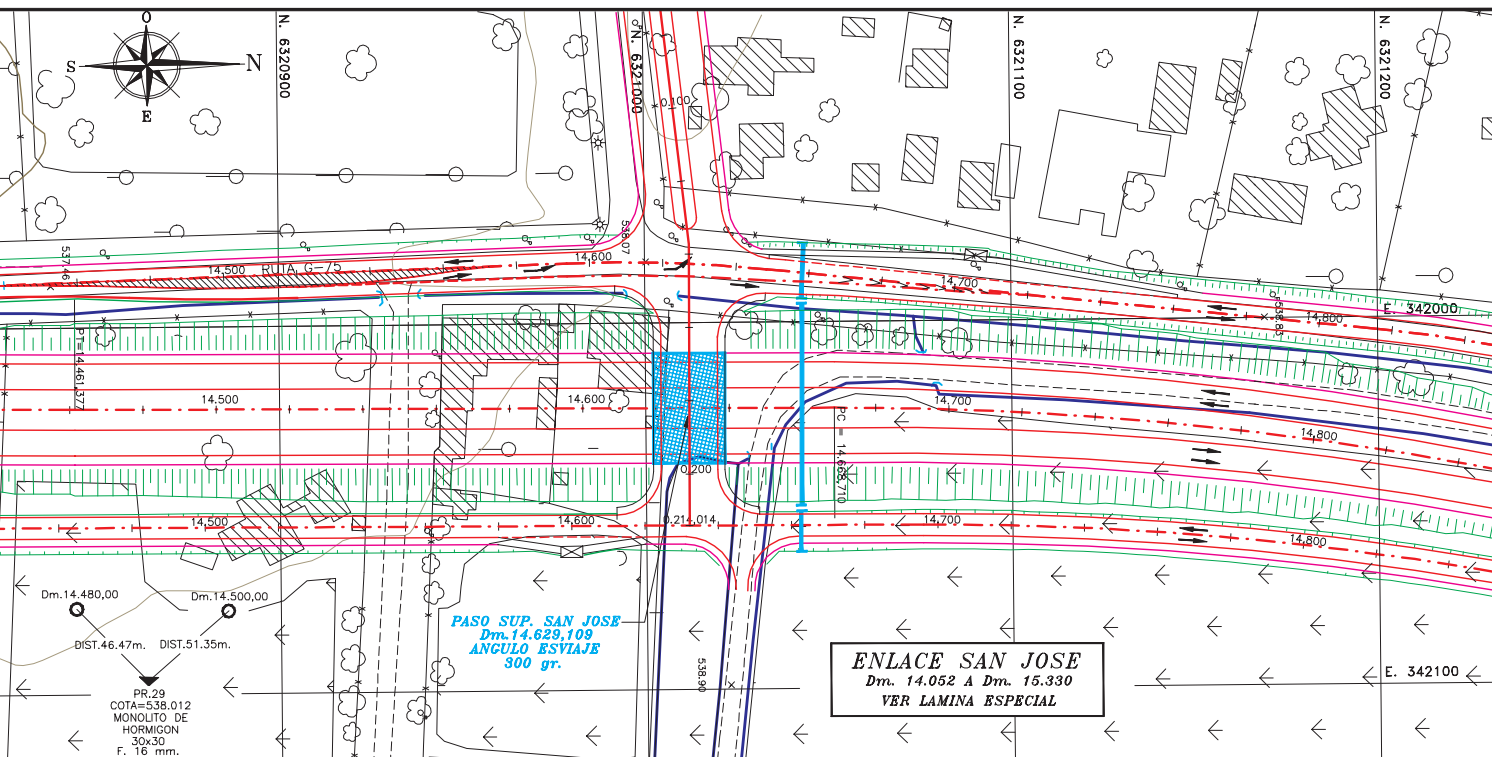 O
S
N
E
N. 6320900
N. 6321000
N. 6321100
N. 6321200
0,100
537.46
538.07
14,500
RUTA G-75
14,600
14,700
14,800
538.83
E. 342000
PT=14.461,377
14,500
14,600
14,700
14,800
PC = 14.668,710
0,200
14,500
14,600
0,214,014
14,700
14,800
Dm.14.480,00
Dm.14.500,00
DIST.46.47m.
DIST.51.35m.
PR.29
COTA=538.012
MONOLITO DE
HORMIGON
30x30
F. 16 mm.
PASO SUP. SAN JOSE
Dm.14.629,109
ANGULO ESVIAJE
300 gr.
538.90
ENLACE SAN JOSE
Dm. 14.052 A Dm. 15.330
VER LAMINA ESPECIAL
E. 342100